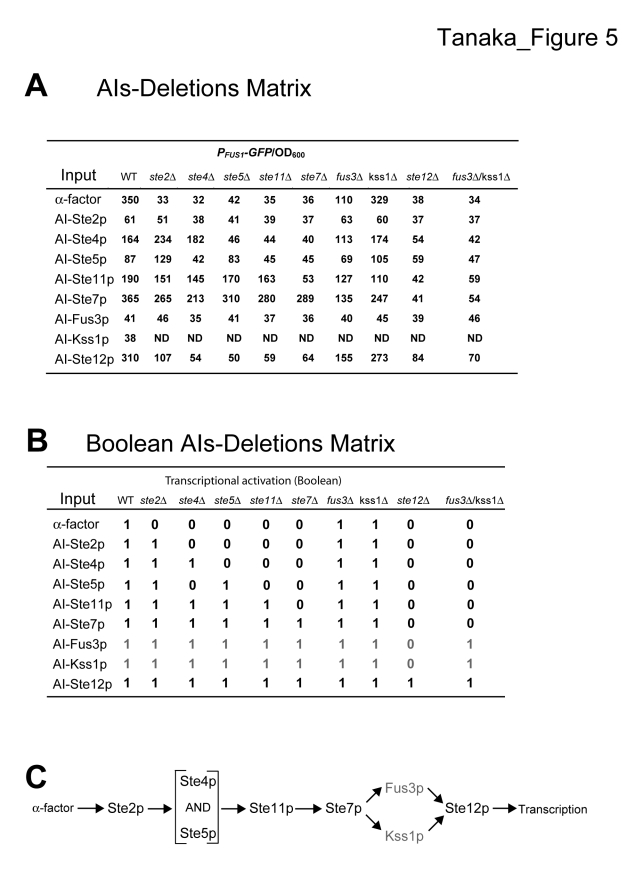 Tanaka_Figure 5
A AIs-Deletions Matrix
P_FUS1-GFP/OD600
Input WT ste2Δ ste4Δ ste5Δ ste11Δ ste7Δ fus3Δ kss1Δ ste12Δ fus3Δ/kss1Δ
α-factor 350 33 32 42 35 36 110 329 38 34
AI-Ste2p 61 51 38 41 39 37 63 60 37 37
AI-Ste4p 164 234 182 46 44 40 113 174 54 42
AI-Ste5p 87 129 42 83 45 45 69 105 59 47
AI-Ste11p 190 151 145 170 163 53 127 110 42 59
AI-Ste7p 365 265 213 310 280 289 135 247 41 54
AI-Fus3p 41 46 35 41 37 36 40 45 39 46
AI-Kss1p 38 ND ND ND ND ND ND ND ND ND
AI-Ste12p 310 107 54 50 59 64 155 273 84 70
B Boolean AIs-Deletions Matrix
Transcriptional activation (Boolean)
Input WT ste2Δ ste4Δ ste5Δ ste11Δ ste7Δ fus3Δ kss1Δ ste12Δ fus3Δ/kss1Δ
α-factor 1 0 0 0 0 0 1 1 0 0
AI-Ste2p 1 1 0 0 0 0 1 1 0 0
AI-Ste4p 1 1 1 0 0 0 1 1 0 0
AI-Ste5p 1 1 0 1 0 0 1 1 0 0
AI-Ste11p 1 1 1 1 1 0 1 1 0 0
AI-Ste7p 1 1 1 1 1 1 1 1 0 0
AI-Fus3p 1 1 1 1 1 1 1 1 0 1
AI-Kss1p 1 1 1 1 1 1 1 1 0 1
AI-Ste12p 1 1 1 1 1 1 1 1 1 1
C
α-factor → Ste2p →
Ste4p
AND
Ste5p
→ Ste11p → Ste7p
Fus3p
Kss1p
Ste12p → Transcription